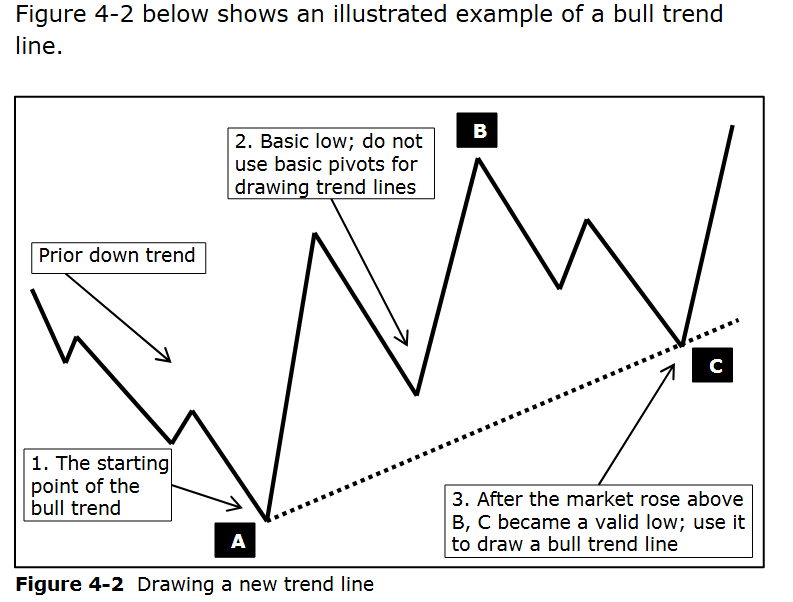 Figure 4-2 below shows an illustrated example of a bull trend
line.
2. Basic low; do not
use basic pivots for
drawing trend lines
B
Prior down trend
C
1. The starting
point of the
bull trend
A
3. After the market rose above
B, C became a valid low; use it
to draw a bull trend line
Figure 4-2 Drawing a new trend line